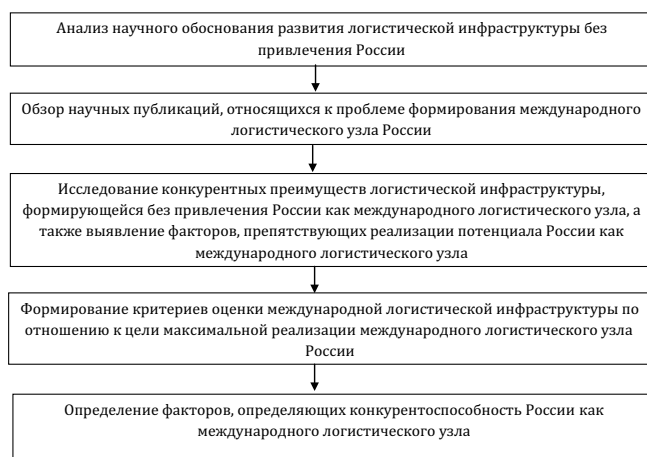 Анализ научного обоснования развития логистической инфраструктуры без
привлечения России
Обзор научных публикаций, относящихся к проблеме формирования международного
логистического узла России
Исследование конкурентных преимуществ логистической инфраструктуры,
формирующейся без привлечения России как международного логистического узла, а
также выявление факторов, препятствующих реализации потенциала России как
международного логистического узла
Формирование критериев оценки международной логистической инфраструктуры по
отношению к цели максимальной реализации международного логистического узла
России
Определение факторов, определяющих конкурентоспособность России как
международного логистического узла